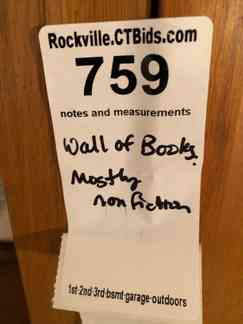 Rockville.CTBids.com
759
notes and measurements
Wall of Books
Mostly
non fiction
1st-2nd-3rd-bsmt-garage-outdoors